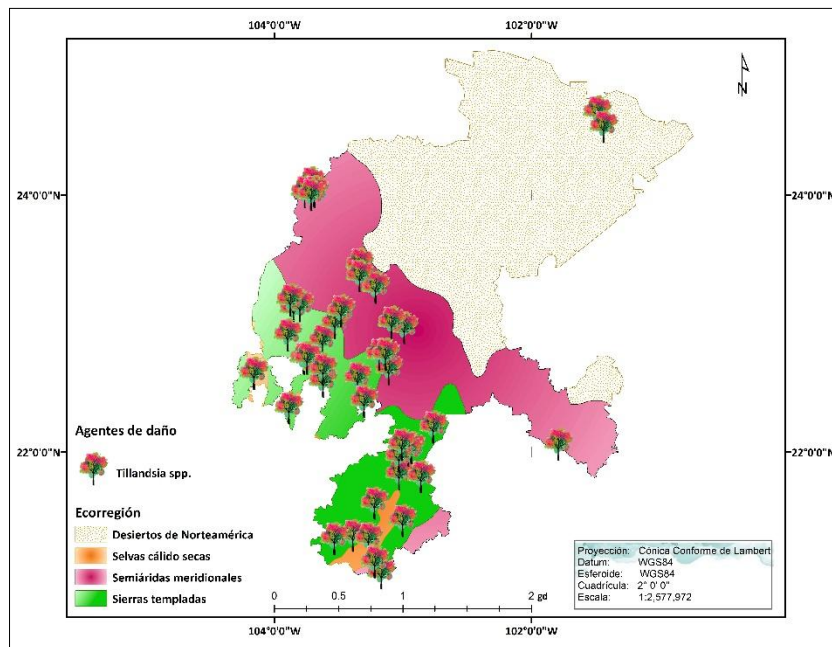 104°0'0"W 102°0'0"W
N
24°0'0"N 24°0'0"N
22°0'0"N 22°0'0"N
Agentes de daño
Tillandsia spp.
Ecorregión
Desiertos de Norteamérica
Selvas cálido secas
Semiáridas meridionales
Sierras templadas
0 0.5 1 2 gd
Proyección: Cónica Conforme de Lambert
Datum: WGS84
Esferoide: WGS84
Cuadrícula: 2° 0' 0"
Escala: 1:2,577,972
104°0'0"W 102°0'0"W